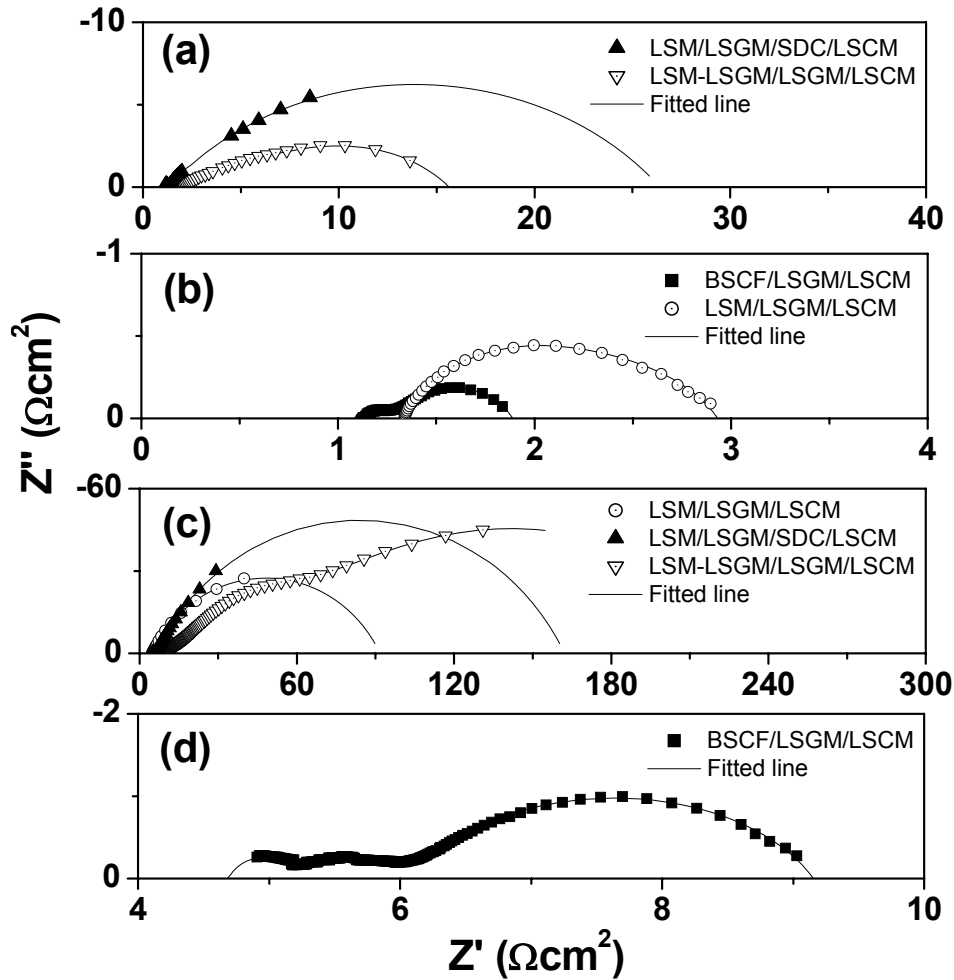 -10
(a)
LSM/LSGM/SDC/LSCM
LSM-LSGM/LSGM/LSCM
Fitted line
0
0 10 20 30 40
-1
(b)
BSCF/LSGM/LSCM
LSM/LSGM/LSCM
Fitted line
0
0 1 2 3 4
Z" (Ωcm²)
-60
(c)
LSM/LSGM/LSCM
LSM/LSGM/SDC/LSCM
LSM-LSGM/LSGM/LSCM
Fitted line
0
0 60 120 180 240 300
-2
(d)
BSCF/LSGM/LSCM
Fitted line
0
4 6 8 10
Z' (Ωcm²)